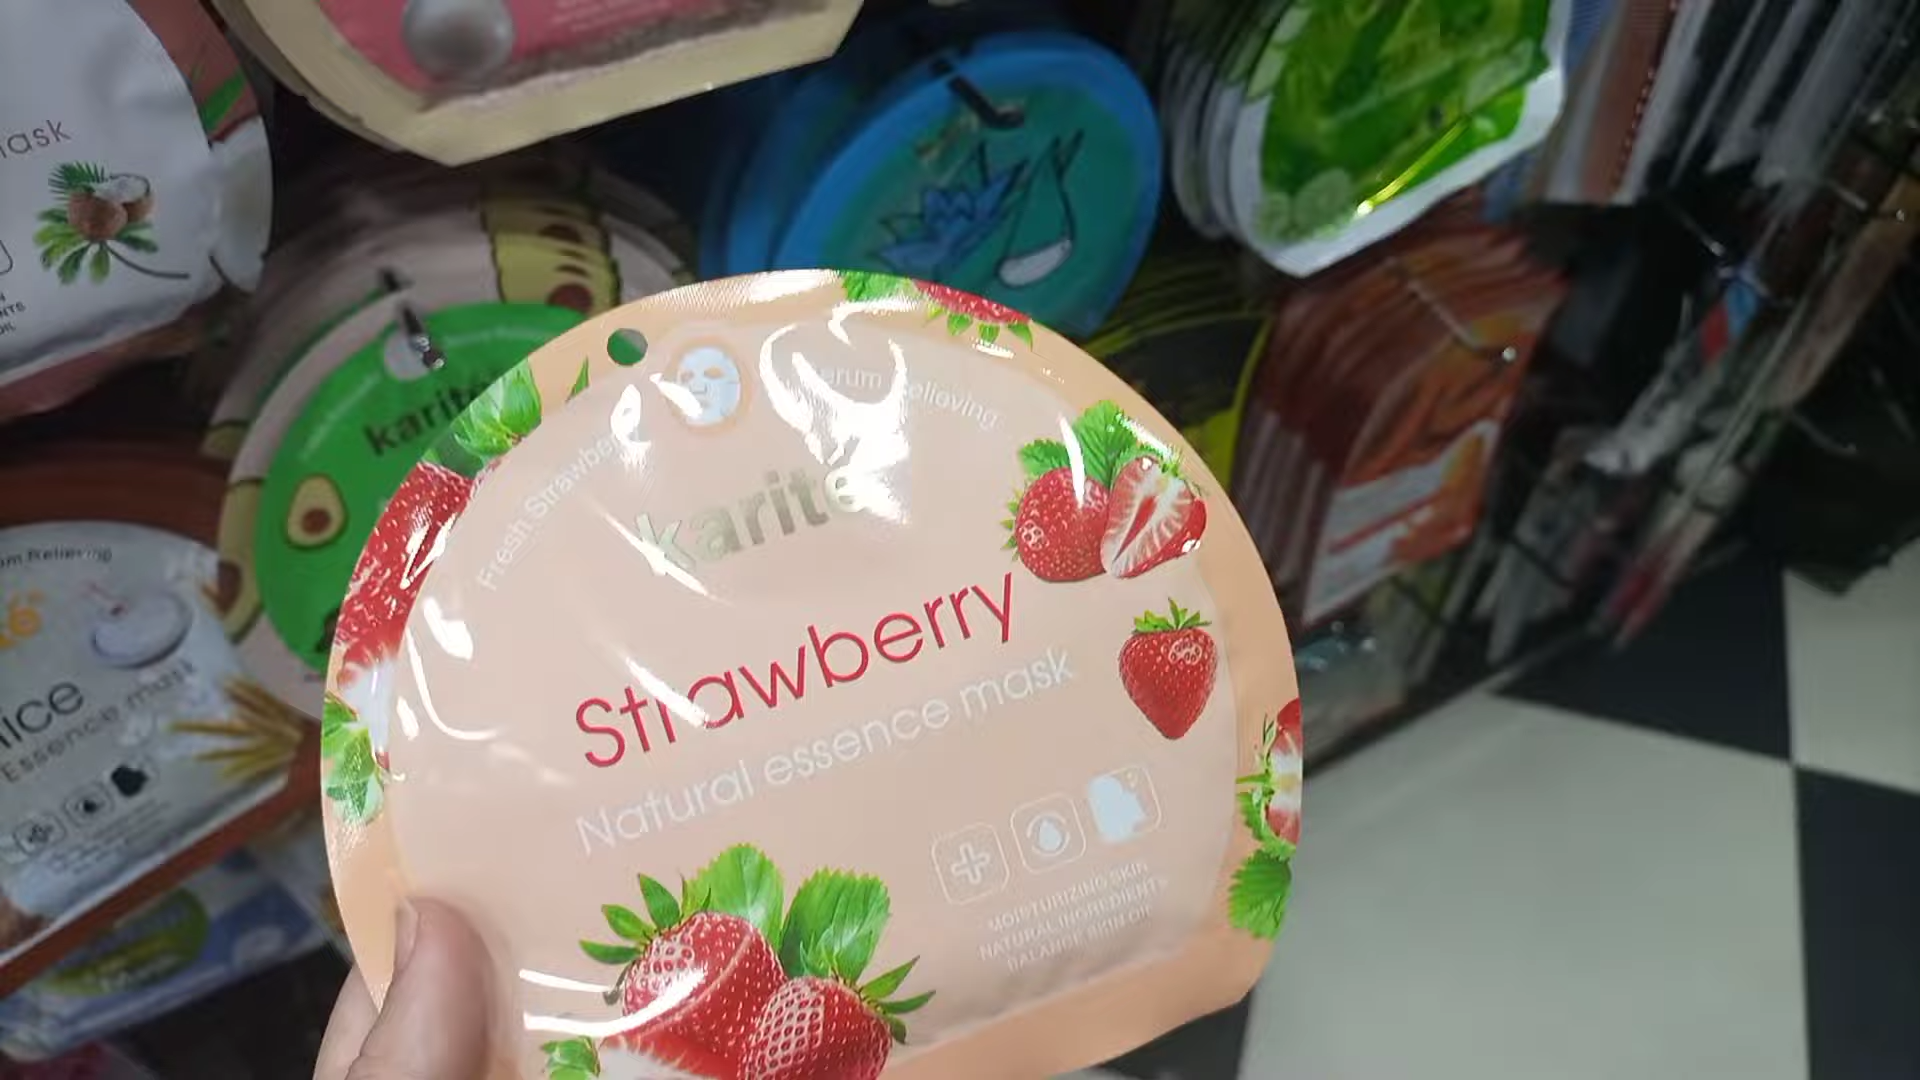 mask
karité
Fresh Strawberry
Serum Relieving
karité
Strawberry
Natural essence mask
MOISTURIZING SKIN
NATURAL INGREDIENTS
BALANCE SKIN OIL
Relieving
Rice
Essence mask